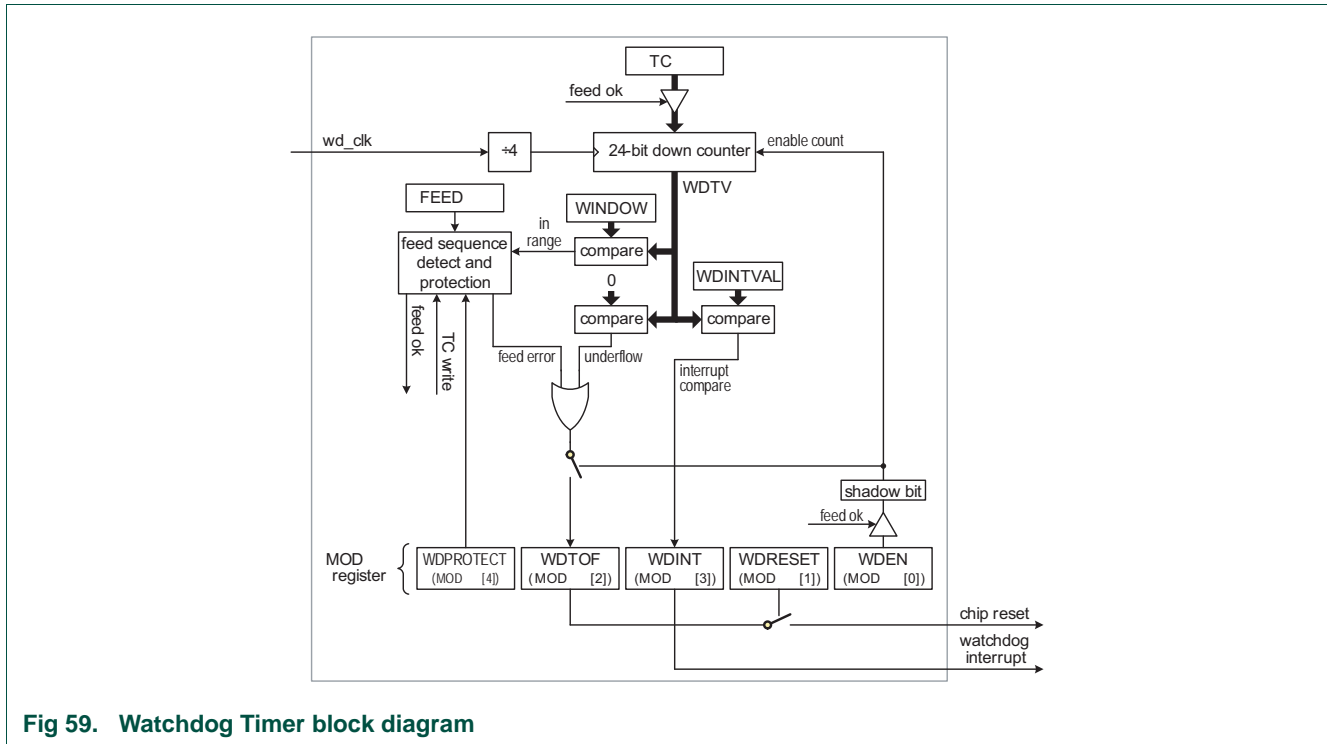 TC
feed ok
wd_clk
÷4
24-bit down counter
enable count
WDTV
FEED
WINDOW
in
range
feed sequence
detect and
protection
compare
WDINTVAL
0
compare
compare
feed ok
TC write
feed error
underflow
interrupt
compare
shadow bit
feed ok
MOD
register
WDPROTECT
(MOD [4])
WDTOF
(MOD [2])
WDINT
(MOD [3])
WDRESET
(MOD [1])
WDEN
(MOD [0])
chip reset
watchdog
interrupt
Fig 59. Watchdog Timer block diagram